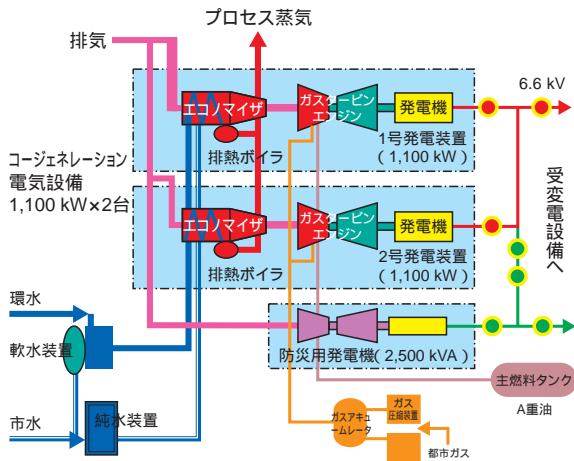 プロセス蒸気
排気
6.6 kV
エコノマイザ
ガスタービン
エンジン
発電機
排熱ボイラ
1号発電装置
(1,100 kW)
コージェネレーション
電気設備
1,100 kW×2台
エコノマイザ
ガスタービン
エンジン
発電機
排熱ボイラ
2号発電装置
(1,100 kW)
受変電設備へ
環水
軟水装置
防災用発電機(2,500 kVA)
主燃料タンク
A重油
市水
純水装置
ガスアキュ
ームレータ
ガス
圧縮装置
都市ガス